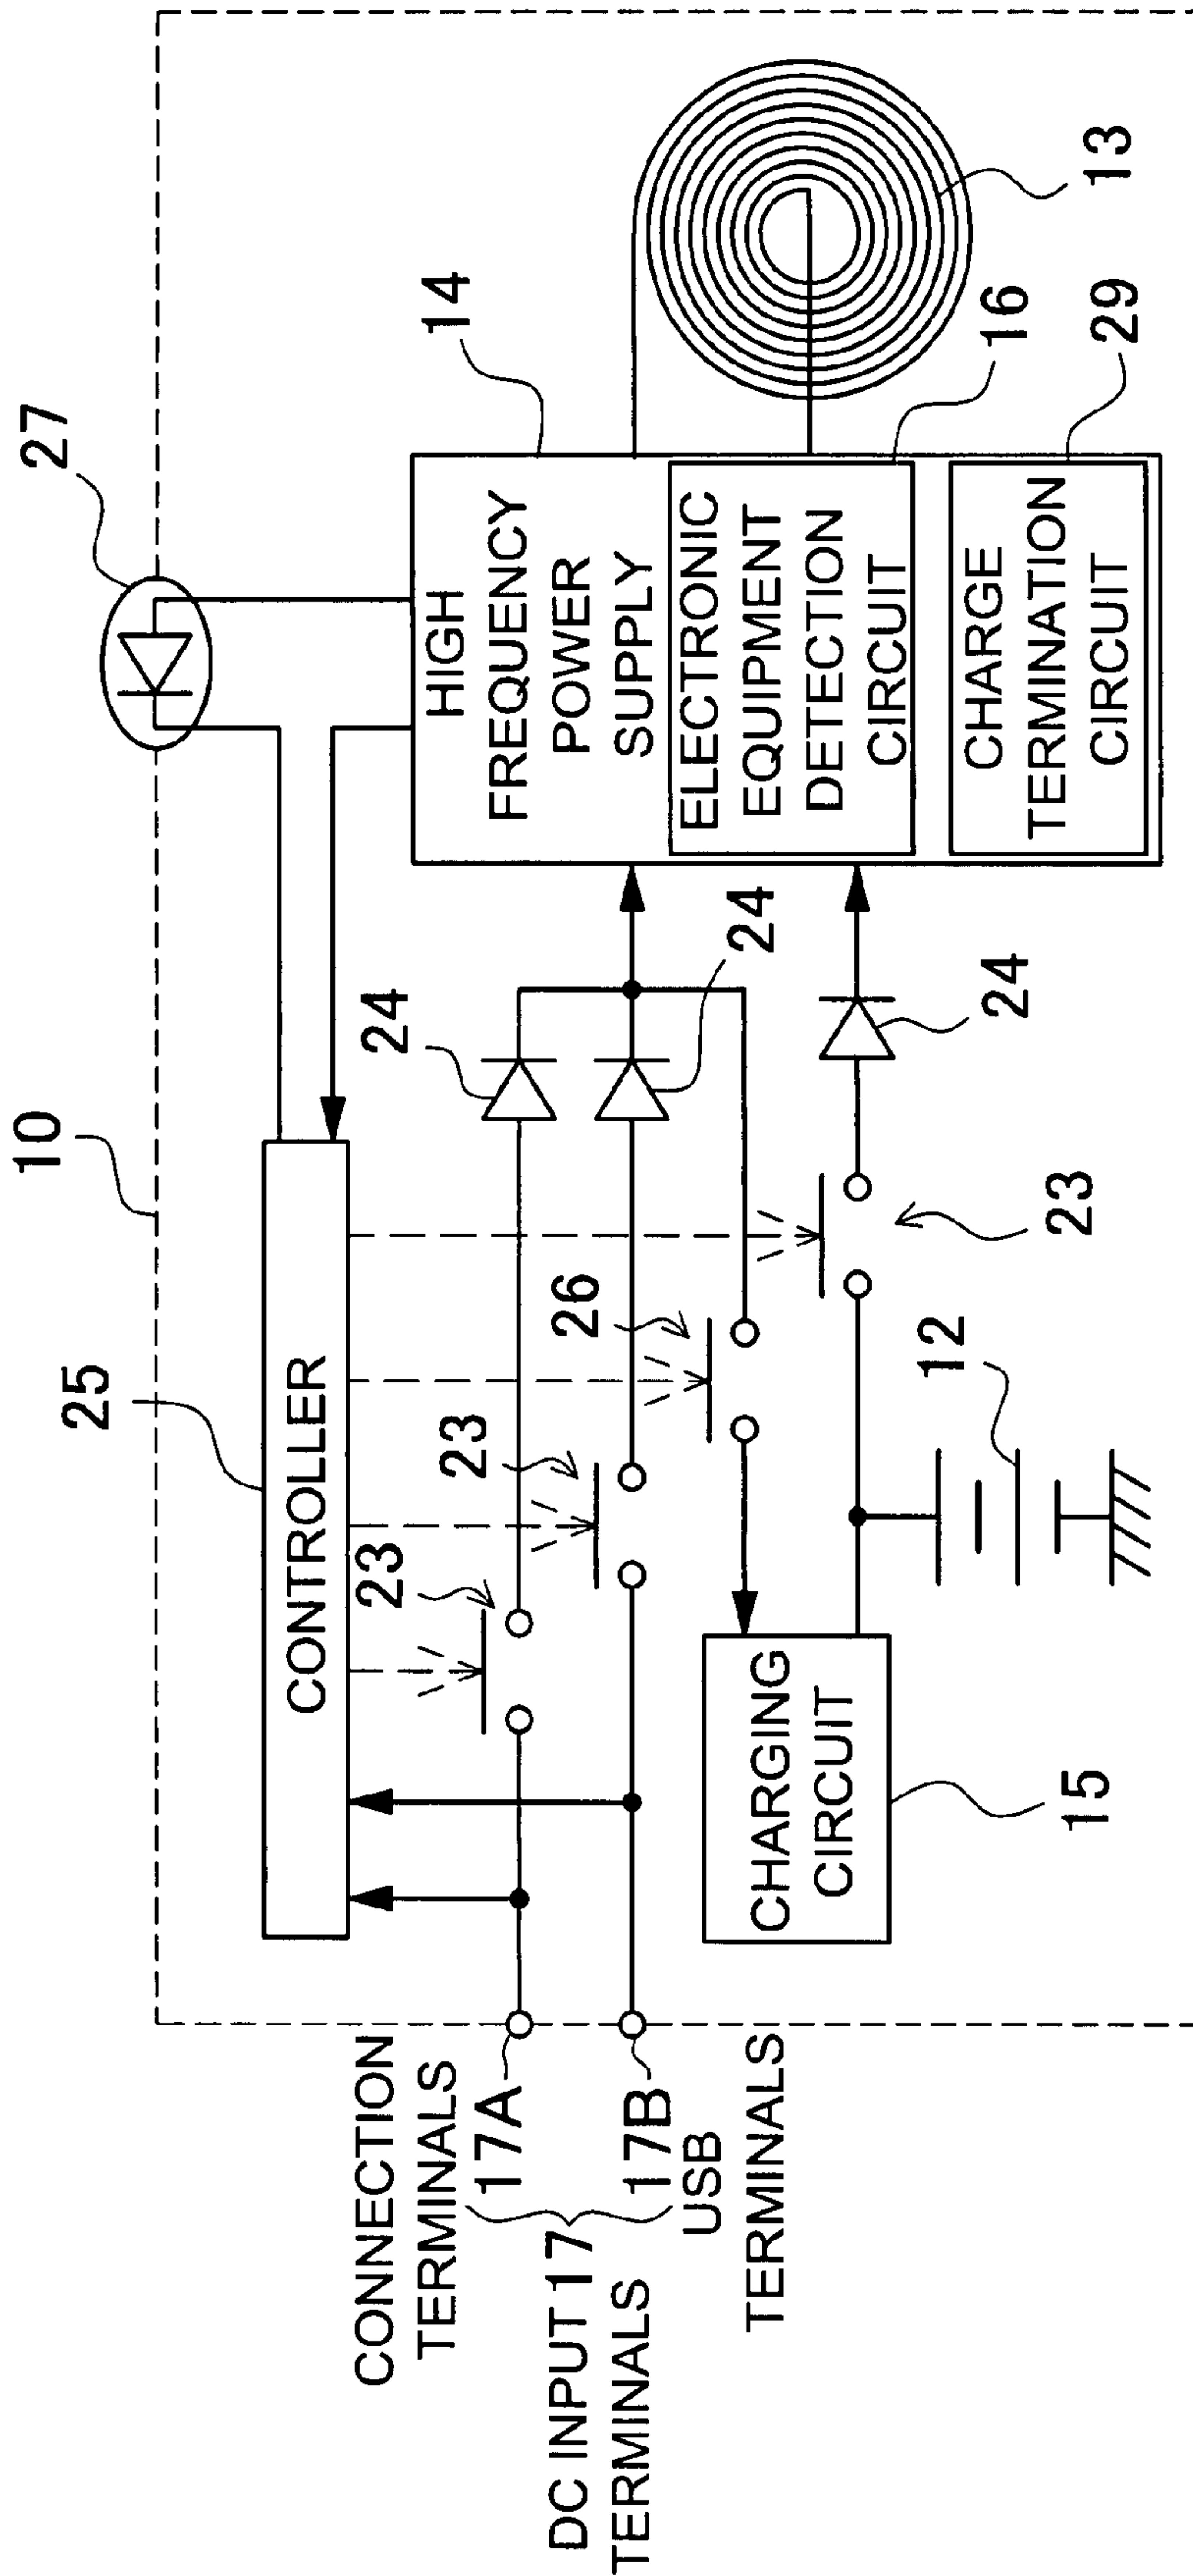 10
27
25
CONTROLLER
14
HIGH
FREQUENCY
POWER
SUPPLY
ELECTRONIC
EQUIPMENT
DETECTION
CIRCUIT
16
CHARGE
TERMINATION
CIRCUIT
29
13
24
24
24
23
23
26
23
12
CHARGING
CIRCUIT
15
CONNECTION
TERMINALS
17A
DC INPUT 17
TERMINALS
17B
USB
TERMINALS